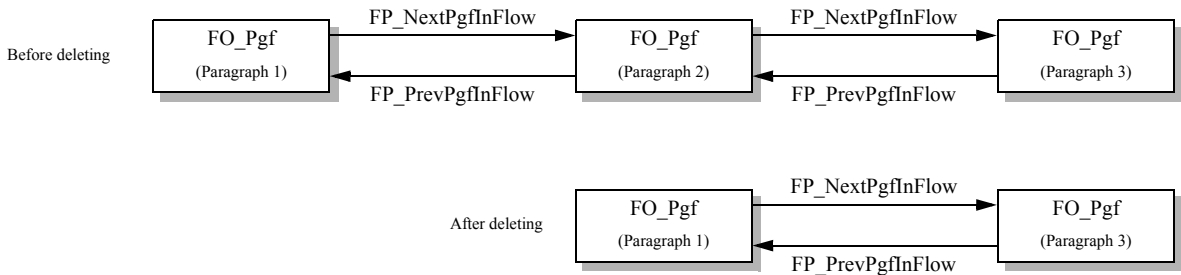 FP_NextPgfInFlow FP_NextPgfInFlow
Before deleting FO_Pgf FO_Pgf FO_Pgf
(Paragraph 1) (Paragraph 2) (Paragraph 3)
FP_PrevPgfInFlow FP_PrevPgfInFlow
FP_NextPgfInFlow
After deleting FO_Pgf FO_Pgf
(Paragraph 1) (Paragraph 3)
FP_PrevPgfInFlow